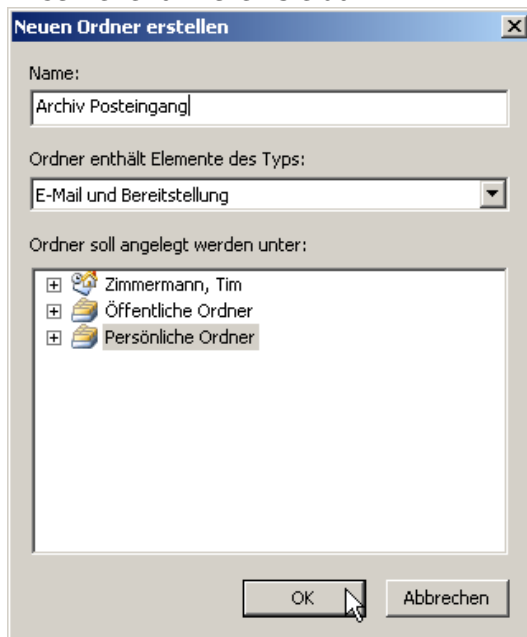 Neuen Ordner erstellen
Name:
Archiv Posteingang
Ordner enthält Elemente des Typs:
E-Mail und Bereitstellung
Ordner soll angelegt werden unter:
Zimmermann, Tim
Öffentliche Ordner
Persönliche Ordner
OK
Abbrechen